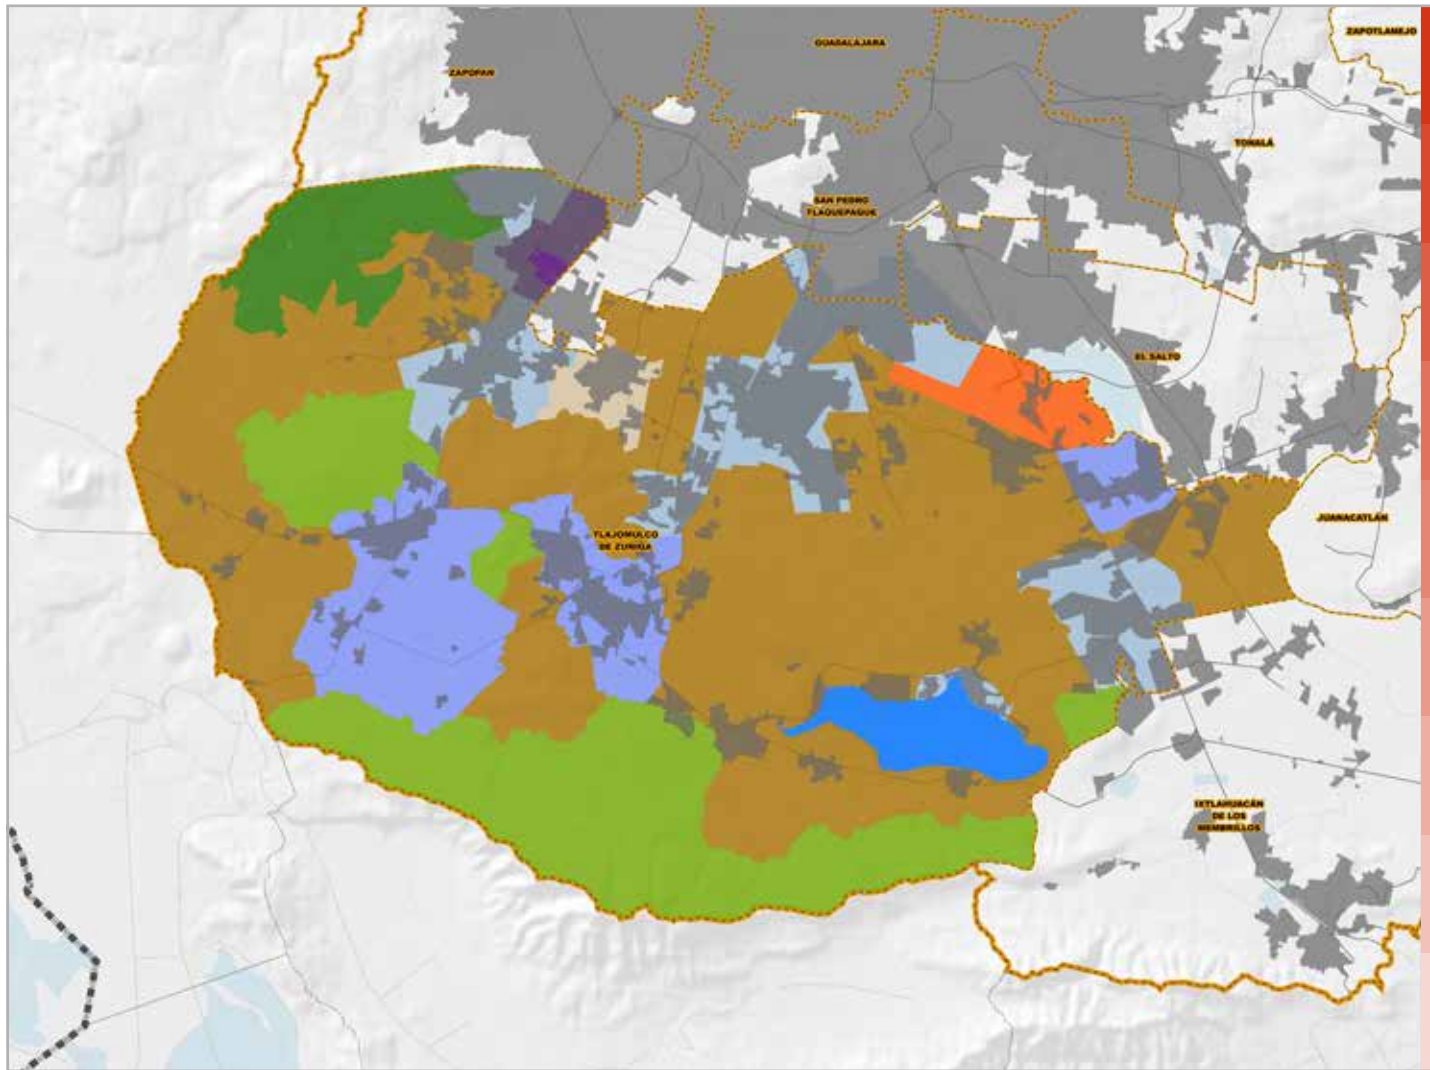 ZAPOTLANEJO
GUADALAJARA
ZAPOPAN
TONALÁ
SAN PEDRO
TLAQUEPAQUE
EL SALTO
JUANACATLÁN
TLAJOMULCO
DE ZUÑIGA
IXTLAHUACÁN
DE LOS
MEMBRILLOS